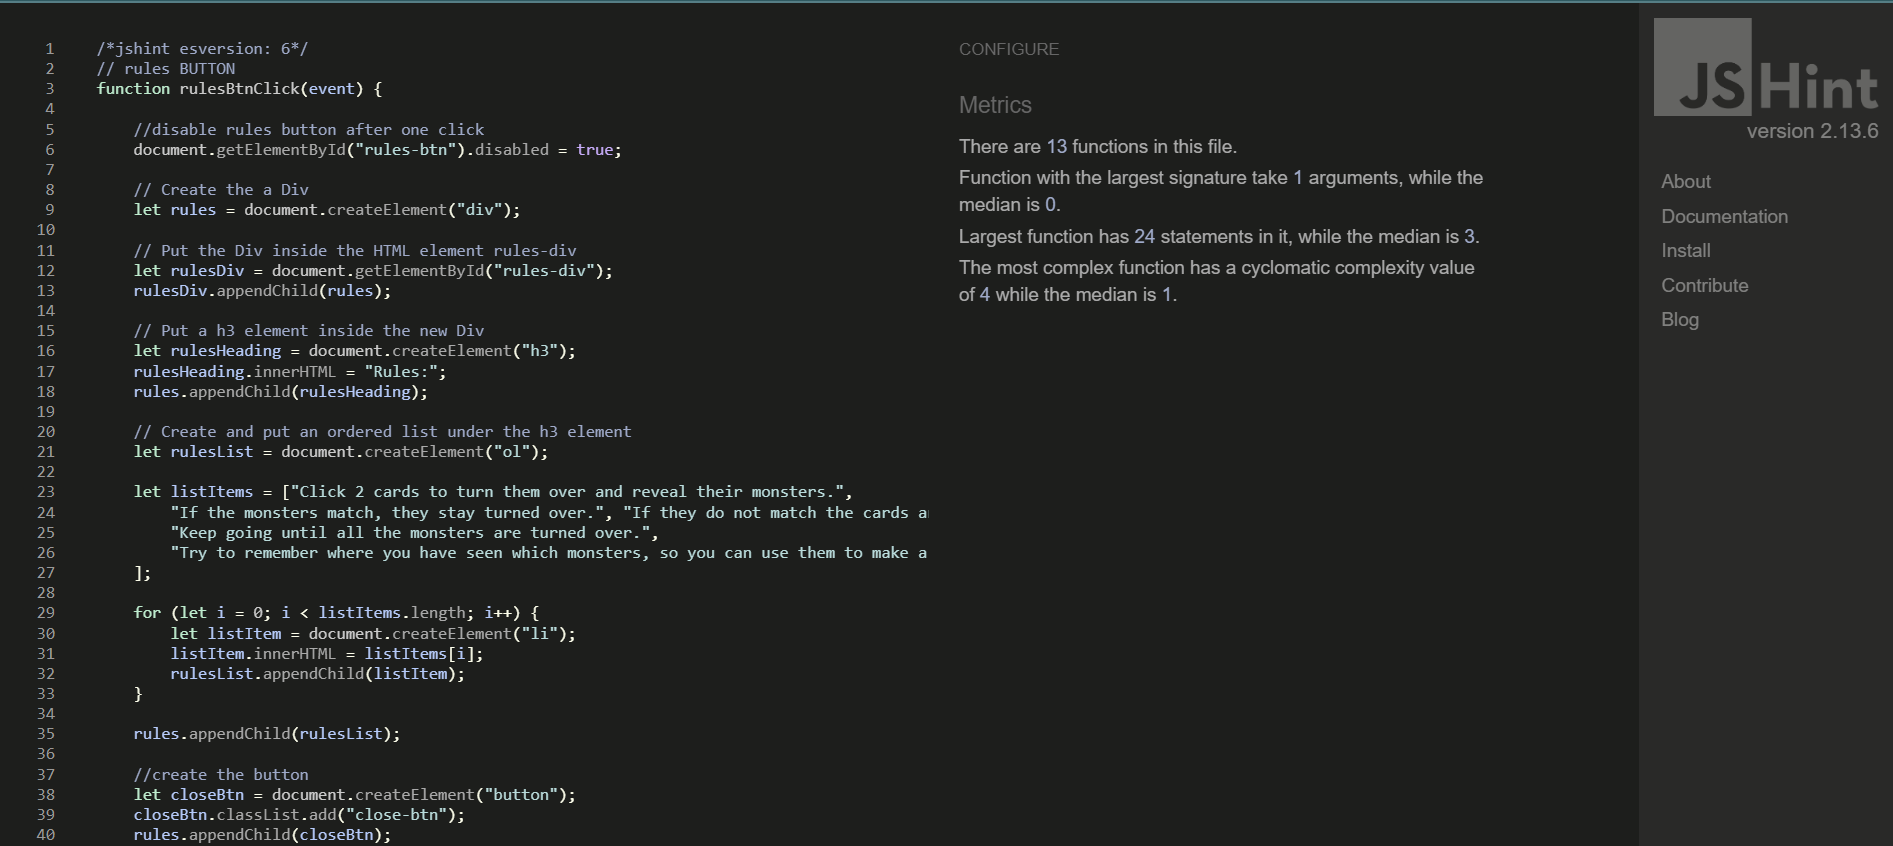 1 /*jshint esversion: 6*/
2 // rules BUTTON
3 function rulesBtnClick(event) {
4
5 //disable rules button after one click
6 document.getElementById("rules-btn").disabled = true;
7
8 // Create the a Div
9 let rules = document.createElement("div");
10
11 // Put the Div inside the HTML element rules-div
12 let rulesDiv = document.getElementById("rules-div");
13 rulesDiv.appendChild(rules);
14
15 // Put a h3 element inside the new Div
16 let rulesHeading = document.createElement("h3");
17 rulesHeading.innerHTML = "Rules:";
18 rules.appendChild(rulesHeading);
19
20 // Create and put an ordered list under the h3 element
21 let rulesList = document.createElement("ol");
22
23 let listItems = ["Click 2 cards to turn them over and reveal their monsters.",
24 "If the monsters match, they stay turned over.", "If they do not match the cards
25 "Keep going until all the monsters are turned over.",
26 "Try to remember where you have seen which monsters, so you can use them to make a
27 ];
28
29 for (let i = 0; i < listItems.length; i++) {
30 let listItem = document.createElement("li");
31 listItem.innerHTML = listItems[i];
32 rulesList.appendChild(listItem);
33 }
34
35 rules.appendChild(rulesList);
36
37 //create the button
38 let closeBtn = document.createElement("button");
39 closeBtn.classList.add("close-btn");
40 rules.appendChild(closeBtn);
CONFIGURE
Metrics
There are 13 functions in this file.
Function with the largest signature take 1 arguments, while the
median is 0.
Largest function has 24 statements in it, while the median is 3.
The most complex function has a cyclomatic complexity value
of 4 while the median is 1.
JSHint
version 2.13.6
About
Documentation
Install
Contribute
Blog